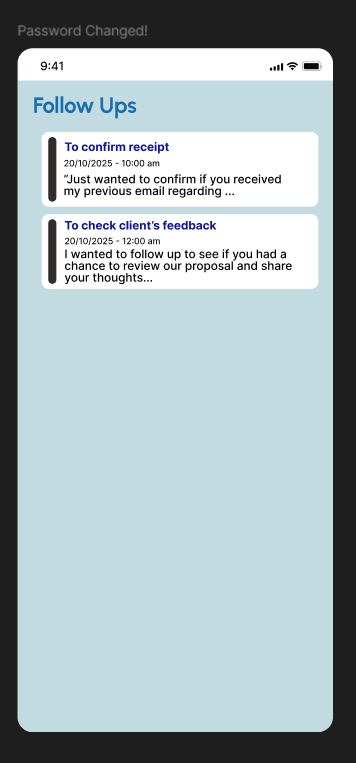 Password Changed!
9:41
Follow Ups
To confirm receipt
20/10/2025 - 10:00 am
“Just wanted to confirm if you received
my previous email regarding ...
To check client’s feedback
20/10/2025 - 12:00 am
I wanted to follow up to see if you had a
chance to review our proposal and share
your thoughts...